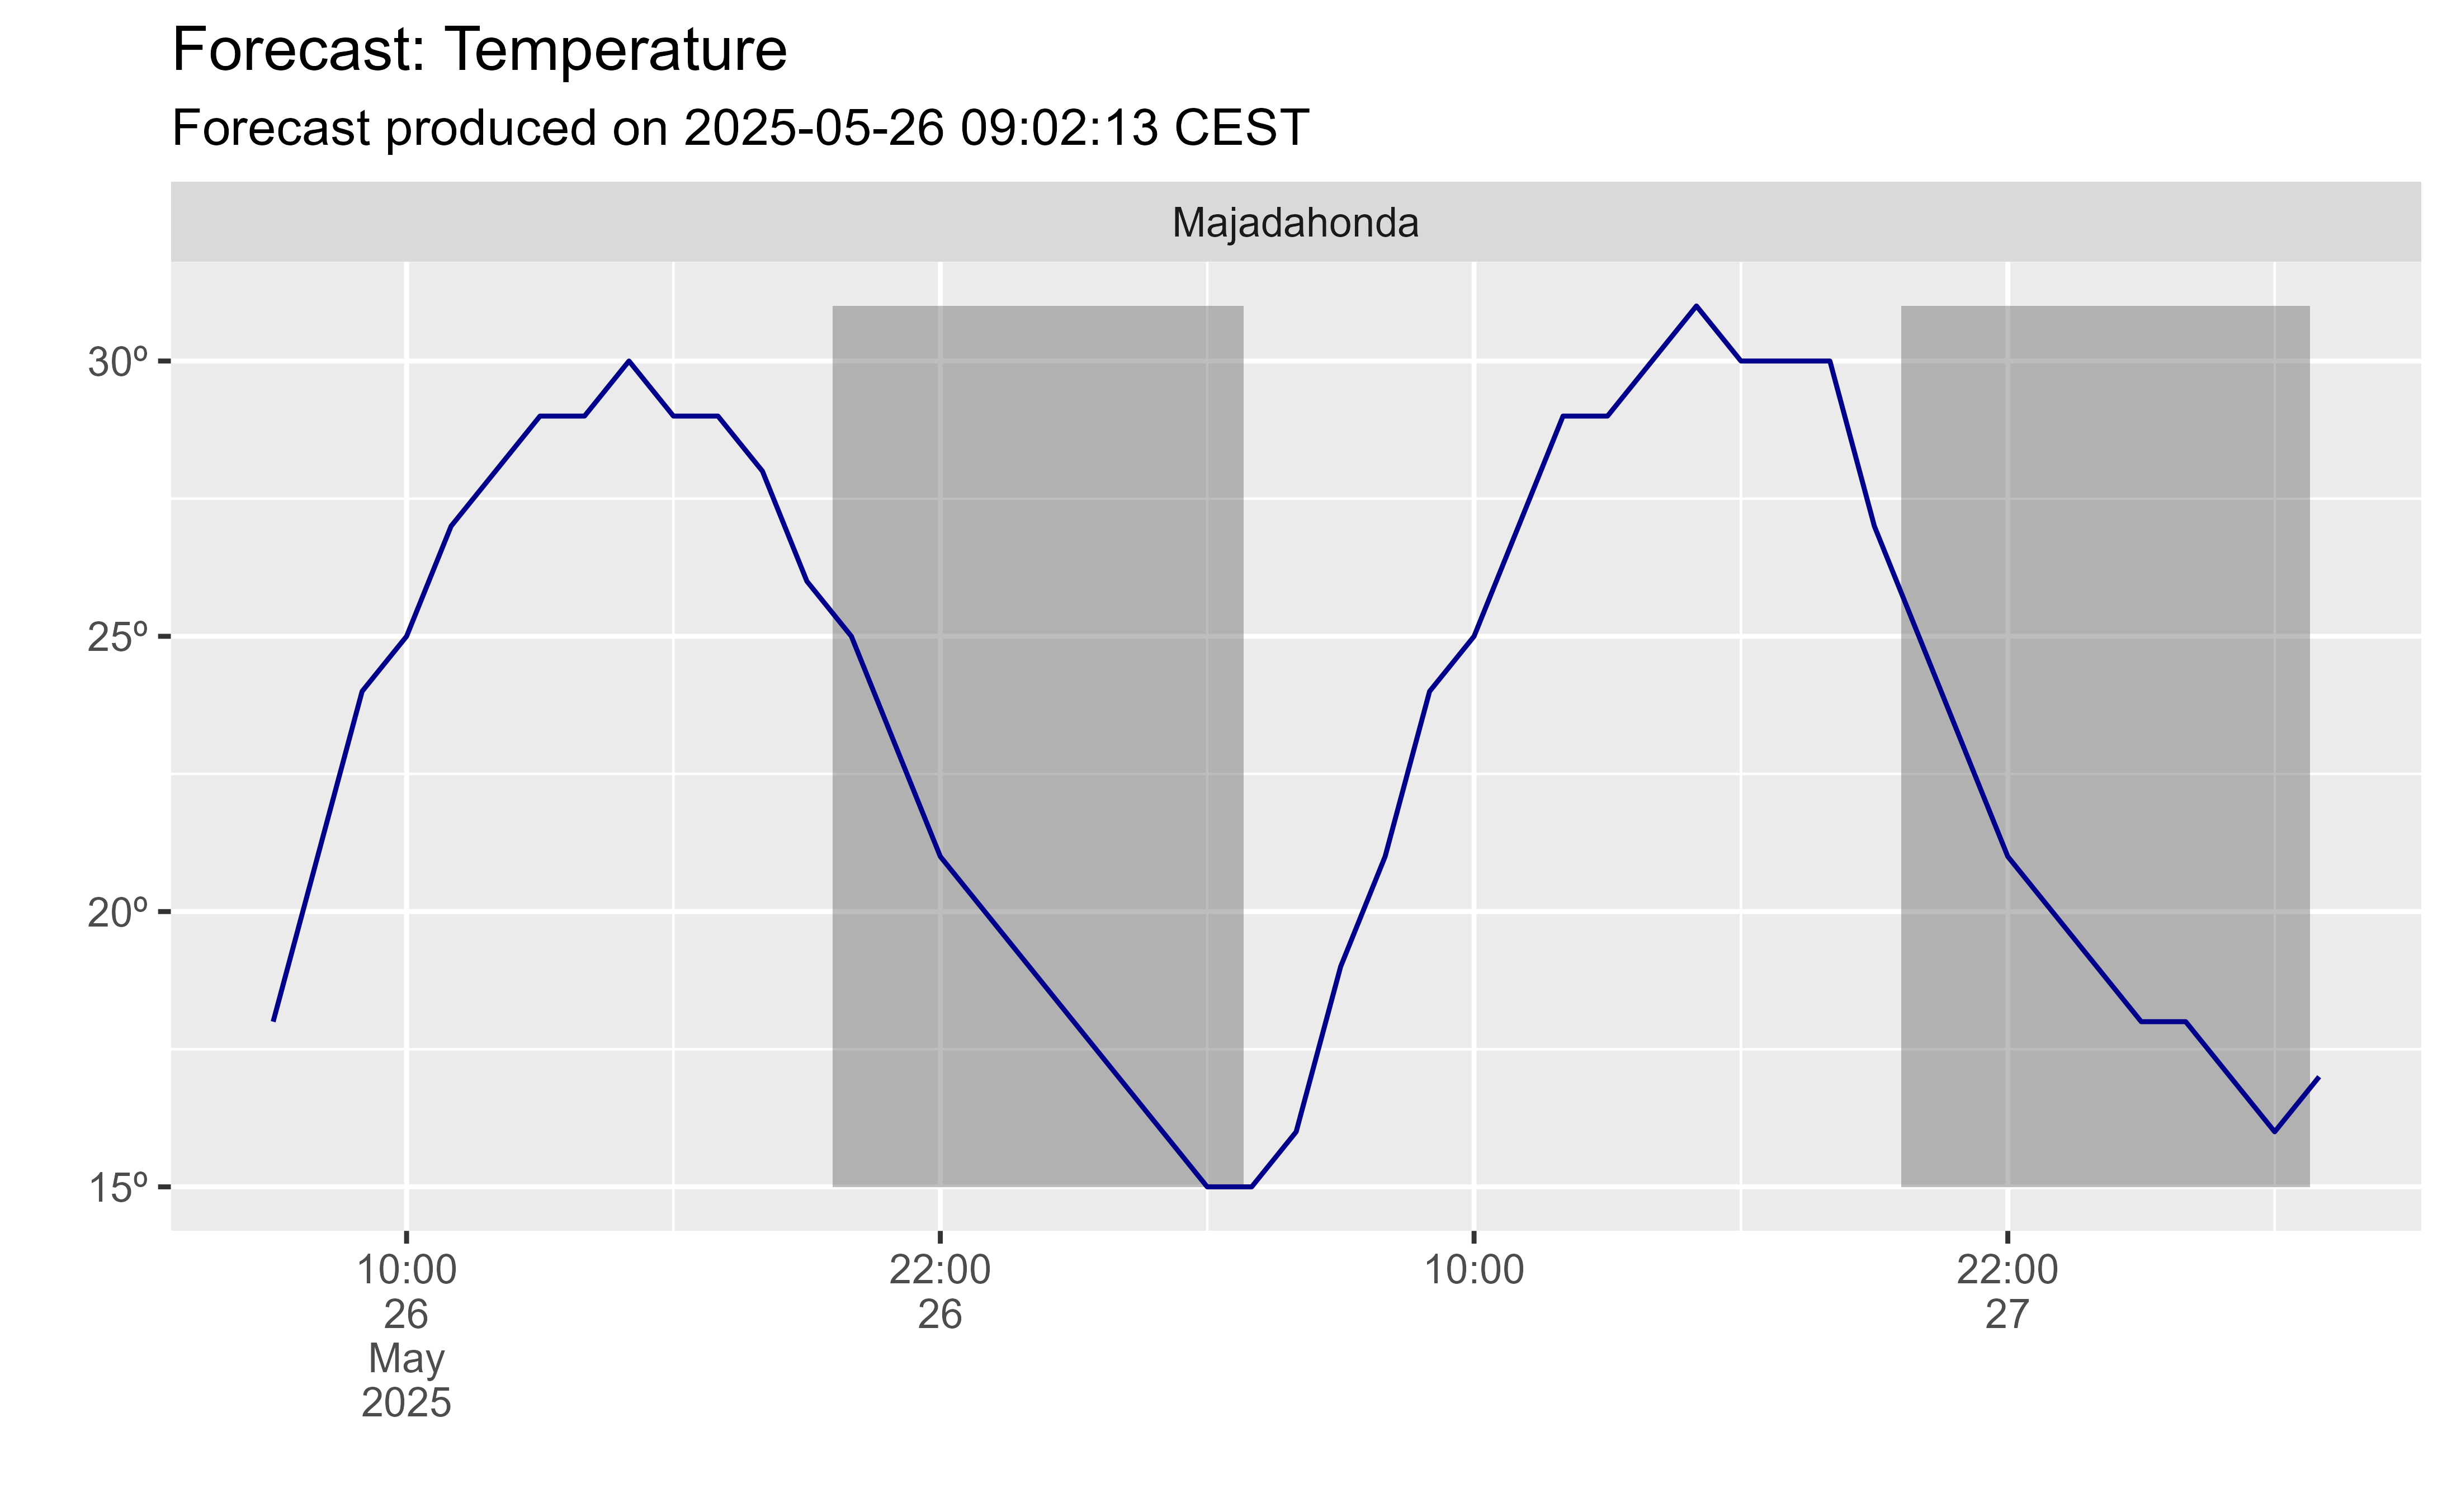 Forecast: Temperature
Forecast produced on 2025-05-26 09:02:13 CEST
Majadahonda
30º
25º
20º
15º
10:00
26
May
2025
22:00
26
10:00
22:00
27